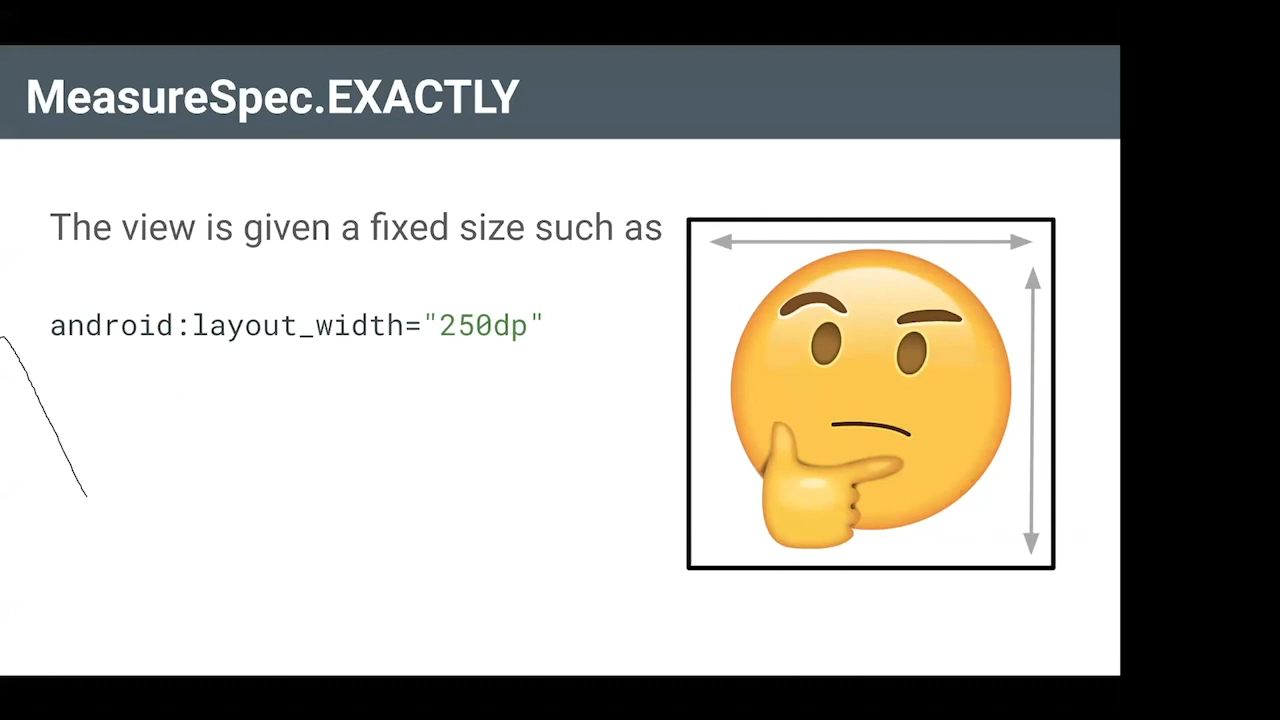 MeasureSpec.EXACTLY
The view is given a fixed size such as
android:layout_width="250dp"